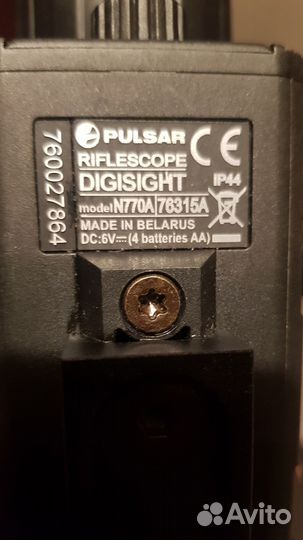 PULSAR CE
RIFLESCOPE
DIGISIGHT IP44
model N770A 76315A
MADE IN BELARUS
DC:6V⎓(4 batteries AA)
760027864
Avito